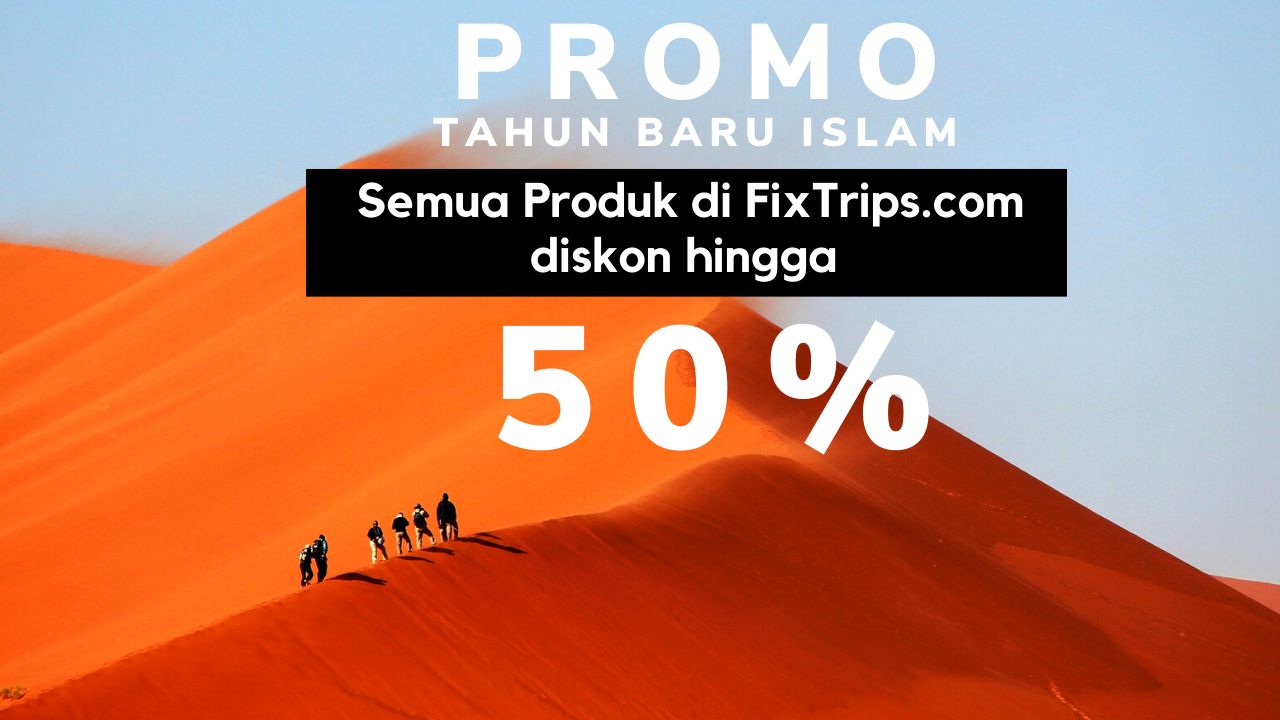 PROMO
TAHUN BARU ISLAM
Semua Produk di FixTrips.com
diskon hingga
50%